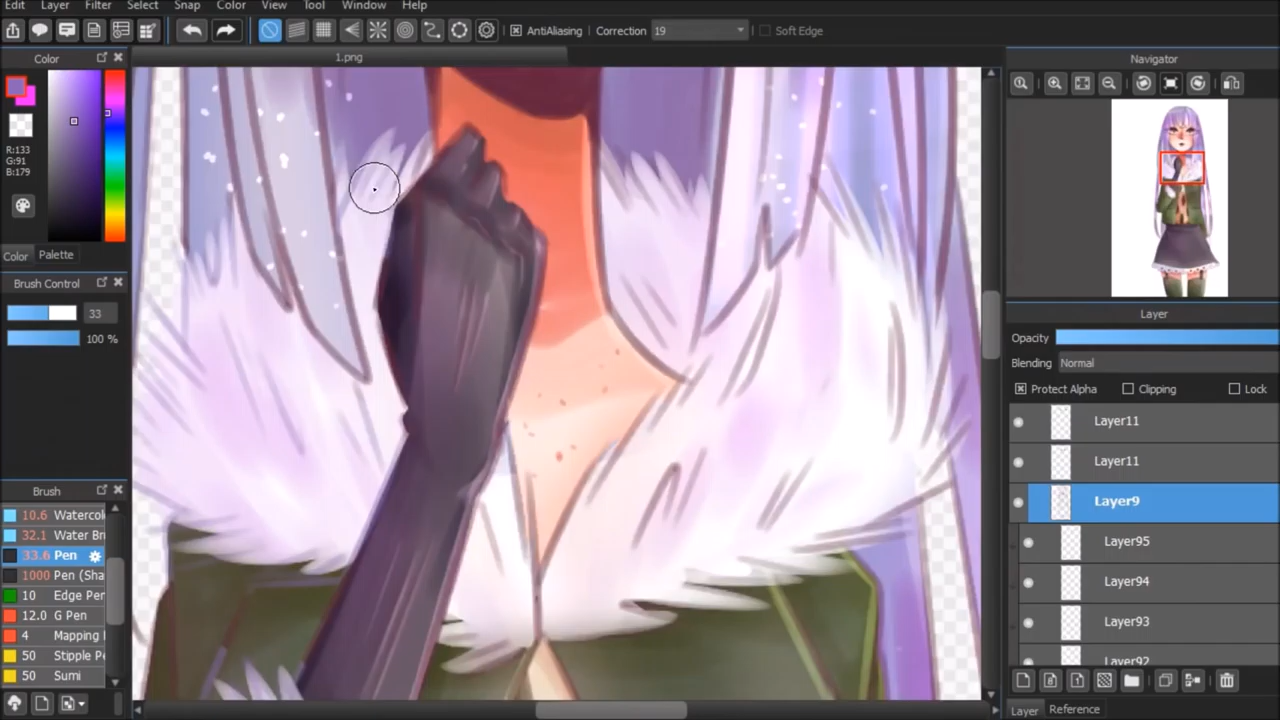 Edit Layer Filter Select Snap Color View Tool Window Help
AntiAliasing Correction 19 Soft Edge
Color
1.png
Navigator
R:133
G:91
B:179
Color Palette
Brush Control
33
100 %
Layer
Opacity
Blending Normal
Protect Alpha Clipping Lock
Layer11
Layer11
Layer9
Layer95
Layer94
Layer93
Layer92
Brush
10.6 Watercol
32.1 Water Br
33.6 Pen
1000 Pen (Sha
10 Edge Pen
12.0 G Pen
4 Mapping
50 Stipple Pe
50 Sumi
Layer Reference